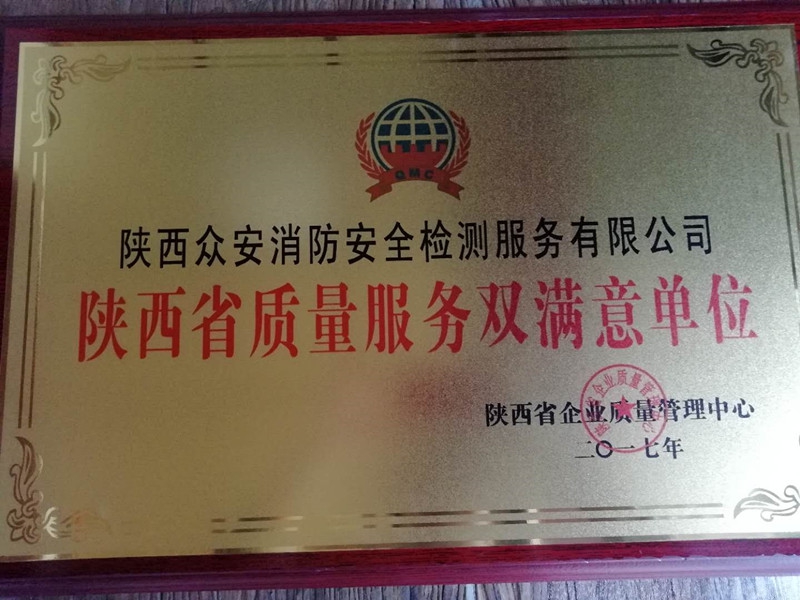 QMC
陕西众安消防安全检测服务有限公司
陕西省质量服务双满意单位
陕西省企业质量管理中心
二〇一七年